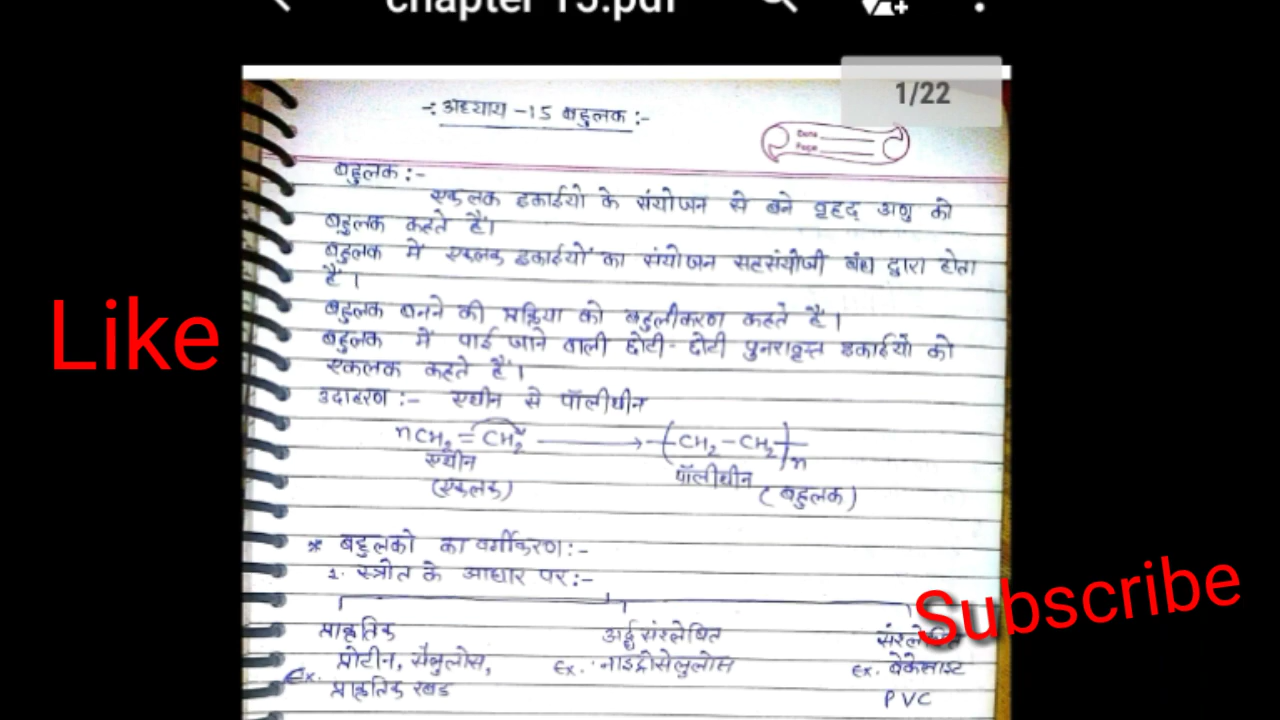 chapter 15.pdf
1/22
-: अध्याय -15 बहुलक :-
Date
Page
बहुलक :-
एकलक इकाईयो के संयोजन से बने वृहद अणु को
बहुलक कहते हैं।
बहुलक में एकलक इकाईयों का संयोजन सहसंयोजी बंध द्वारा होता
है।
बहुलक बनने की प्रक्रिया को बहुलीकरण कहते हैं।
बहुलक में पाई जाने वाली छोटी-छोटी पुनरावृत्त इकाईयों को
एकलक कहते हैं।
उदाहरण :- एथीन से पॉलीथीन
nCH₂=CH₂ ⟶ -(CH₂-CH₂)-n
एथीन
पॉलीथीन
(एकलक)
(बहुलक)
Like
* बहुलको का वर्गीकरण :-
1. स्त्रोत के आधार पर :-
Subscribe
प्राकृतिक अर्द्ध संश्लेषित संश्लेषित
Ex. प्रोटीन, सेलुलोस, Ex. नाइट्रोसेलुलोस Ex. बेकेलाइट
प्राकृतिक रबड PVC